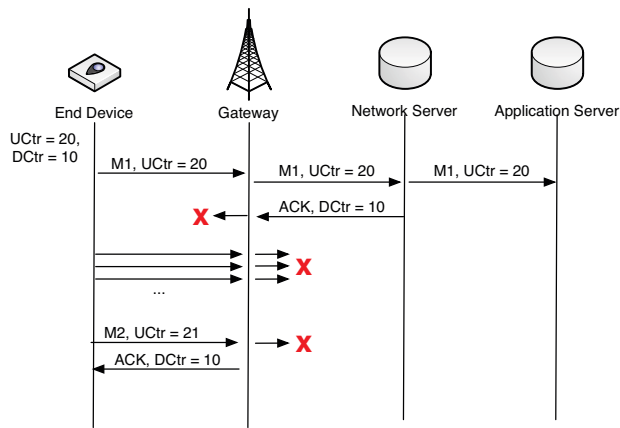 End Device
Gateway
Network Server
Application Server
UCtr = 20,
DCtr = 10
M1, UCtr = 20
M1, UCtr = 20
M1, UCtr = 20
ACK, DCtr = 10
X
X
...
M2, UCtr = 21
X
ACK, DCtr = 10